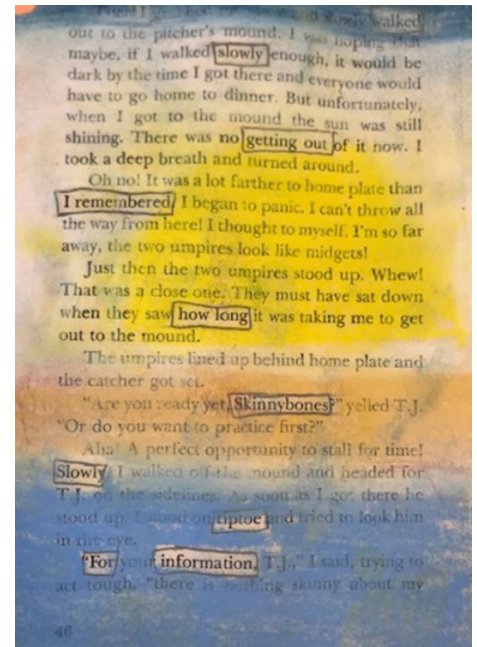 walked
out to the pitcher's mound. I was hoping that
maybe, if I walked slowly enough, it would be
dark by the time I got there and everyone would
have to go home to dinner. But unfortunately,
when I got to the mound the sun was still
shining. There was no getting out of it now. I
took a deep breath and turned around.
Oh no! It was a lot farther to home plate than
I remembered. I began to panic. I can't throw all
the way from here! I thought to myself. I'm so far
away, the two umpires look like midgets!
Just then the two umpires stood up. Whew!
That was a close one. They must have sat down
when they saw how long it was taking me to get
out to the mound.
The umpires lined up behind home plate and
the catcher got set.
"Are you ready yet, Skinnybones?" yelled T.J.
"Or do you want to practice first?"
Aha! A perfect opportunity to stall for time!
Slowly I walked off the mound and headed for
T.J. on the sidelines. As soon as I got there he
stood up. I stood on tiptoe and tried to look him
in the eye.
"For your information, T.J.," I said, trying to
act tough, "there is nothing skinny about my
46